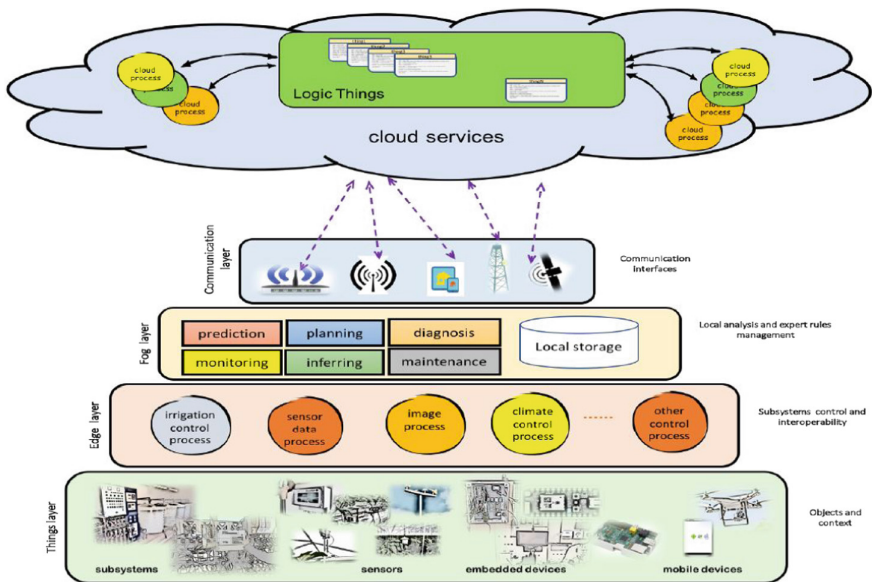 cloud
process
cloud
process
Logic Things
cloud
process
cloud
process
cloud
process
cloud services
Communication
layer
Communication
interfaces
Fog layer
prediction
planning
diagnosis
monitoring
inferring
maintenance
Local storage
Local analysis and expert rules
management
Edge layer
irrigation
control
process
sensor
data
process
image
process
climate
control
process
other
control
process
Subsystems control and
interoperability
Things layer
subsystems
sensors
embedded devices
mobile devices
Objects and
context